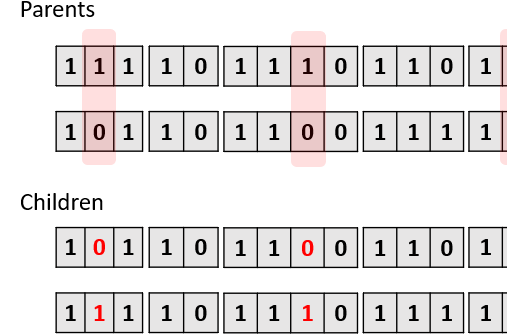 Parents
1 1 1 1 0 1 1 1 0 1 1 0 1
1 0 1 1 0 1 1 0 0 1 1 1 1
Children
1 0 1 1 0 1 1 0 0 1 1 0 1
1 1 1 1 0 1 1 1 0 1 1 1 1